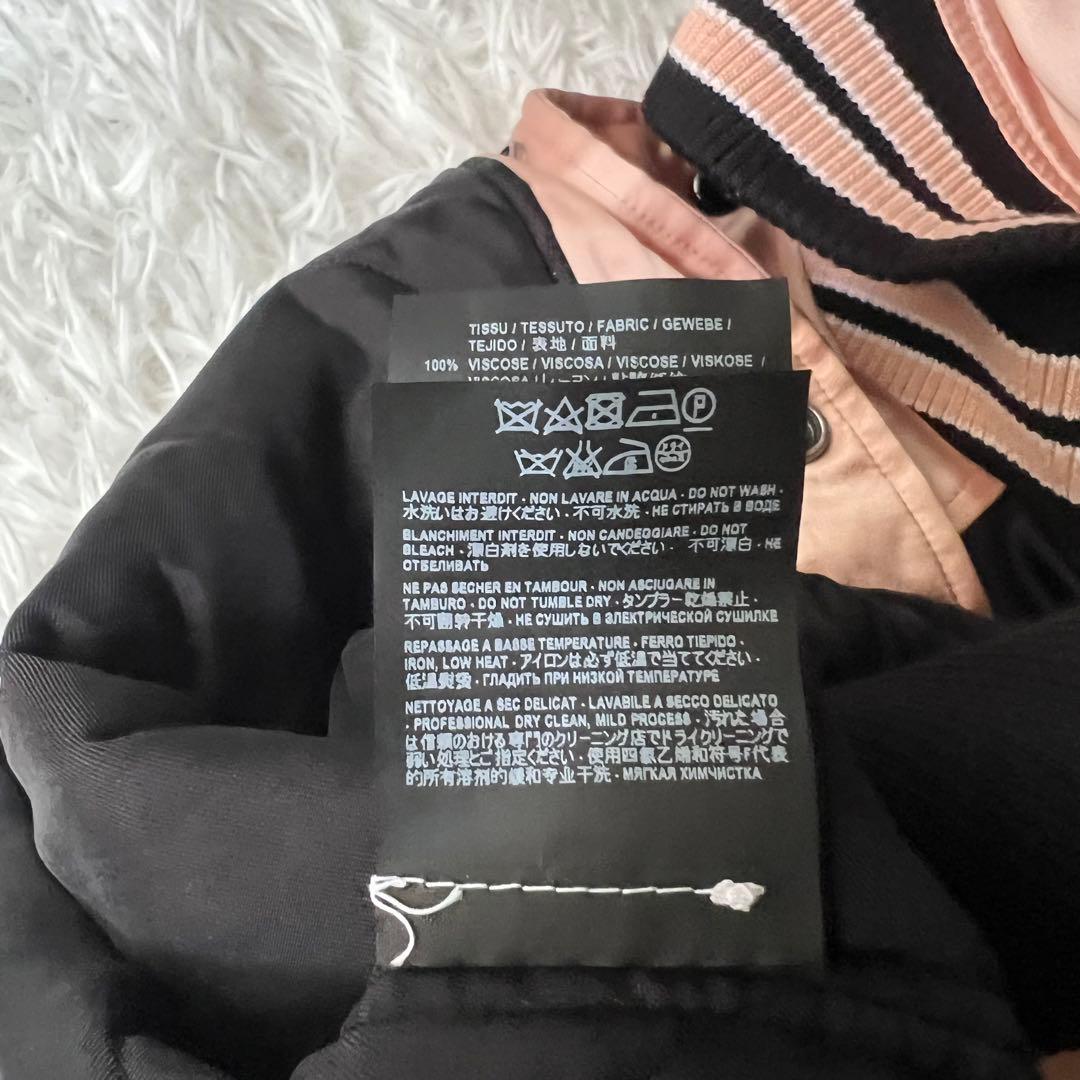 TISSU / TESSUTO / FABRIC / GEWEBE /
TEJIDO / 表地 / 面料
100% VISCOSE / VISCOSA / VISCOSE / VISKOSE /
VISCOSA / レーヨン /
P
ドライ
LAVAGE INTERDIT · NON LAVARE IN ACQUA · DO NOT WASH ·
水洗いはお避けください · 不可水洗 · НЕ СТИРАТЬ В ВОДЕ
BLANCHIMENT INTERDIT · NON CANDEGGIARE · DO NOT
BLEACH · 漂白剤を使用しないでください · 不可漂白 · НЕ
ОТБЕЛИВАТЬ
NE PAS SECHER EN TAMBOUR · NON ASCIUGARE IN
TAMBURO · DO NOT TUMBLE DRY · タンブラー乾燥禁止 ·
不可翻转干燥 · НЕ СУШИТЬ В ЭЛЕКТРИЧЕСКОЙ СУШИЛКЕ
REPASSAGE A BASSE TEMPERATURE · FERRO TIEPIDO ·
IRON, LOW HEAT · アイロンは必ず低温で当ててください ·
低温熨烫 · ГЛАДИТЬ ПРИ НИЗКОЙ ТЕМПЕРАТУРЕ
NETTOYAGE A SEC DELICAT · LAVABILE A SECCO DELICATO
· PROFESSIONAL DRY CLEAN, MILD PROCESS · 汚れた場合
は信頼のおける専門のクリーニング店でドライクリーニングで
弱い処理とご指定ください · 使用四氯乙烯和符号F代表
的所有溶剂的缓和专业干洗 · МЯГКАЯ ХИМЧИСТКА